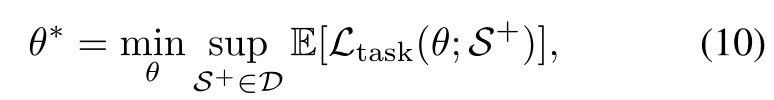 θ* = min_θ sup_{𝒮⁺∈𝒟} 𝔼[ℒ_task(θ; 𝒮⁺)], (10)